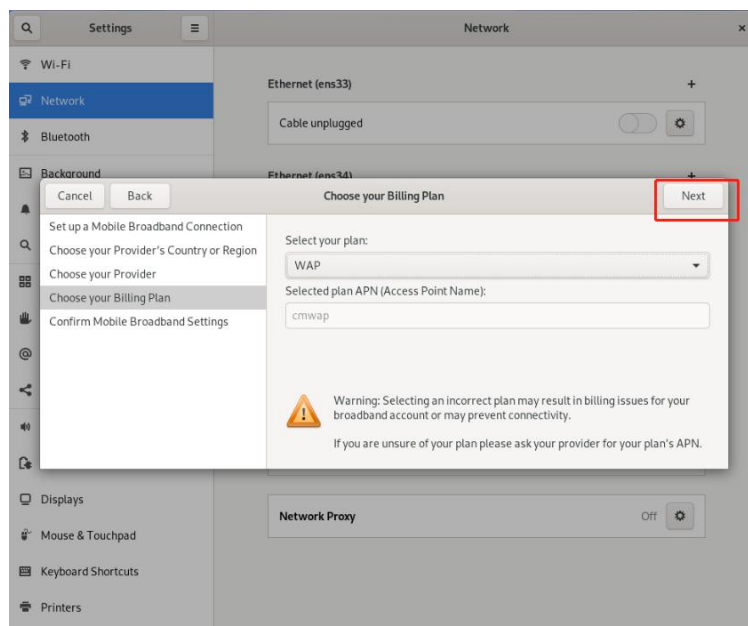 Settings
Network
Wi-Fi
Network
Bluetooth
Background
Ethernet (ens33)
Cable unplugged
Ethernet (ens34)
Cancel
Back
Choose your Billing Plan
Next
Set up a Mobile Broadband Connection
Choose your Provider's Country or Region
Choose your Provider
Choose your Billing Plan
Confirm Mobile Broadband Settings
Select your plan:
WAP
Selected plan APN (Access Point Name):
cmwap
Warning: Selecting an incorrect plan may result in billing issues for your
broadband account or may prevent connectivity.
If you are unsure of your plan please ask your provider for your plan's APN.
Displays
Mouse & Touchpad
Keyboard Shortcuts
Printers
Network Proxy
Off